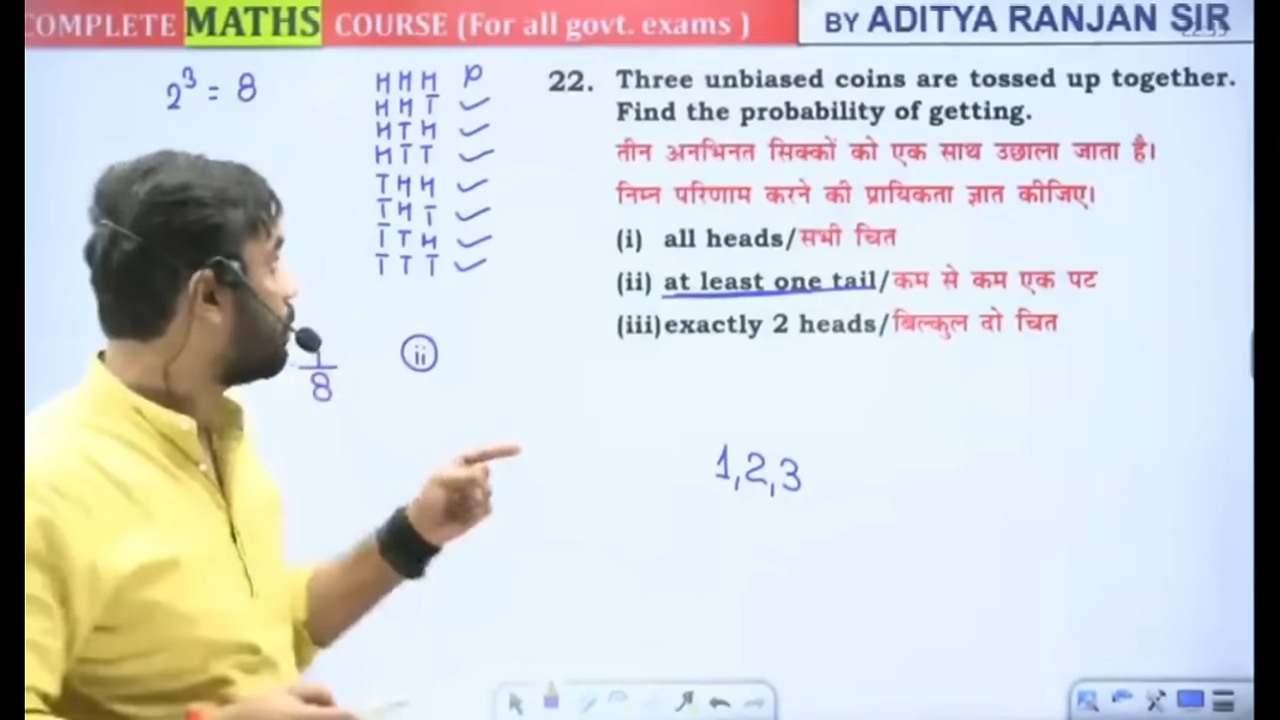 COMPLETE MATHS COURSE (For all govt. exams )
BY ADITYA RANJAN SIR
2³ = 8
H H H
H H T ✓
H T H ✓
H T T ✓
T H H ✓
T H T ✓
T T H ✓
T T T ✓
1/8
ii
22. Three unbiased coins are tossed up together.
Find the probability of getting.
तीन अनभिनत सिक्कों को एक साथ उछाला जाता है।
निम्न परिणाम करने की प्रायिकता ज्ञात कीजिए।
(i) all heads/सभी चित
(ii) at least one tail/कम से कम एक पट
(iii)exactly 2 heads/बिल्कुल दो चित
1,2,3